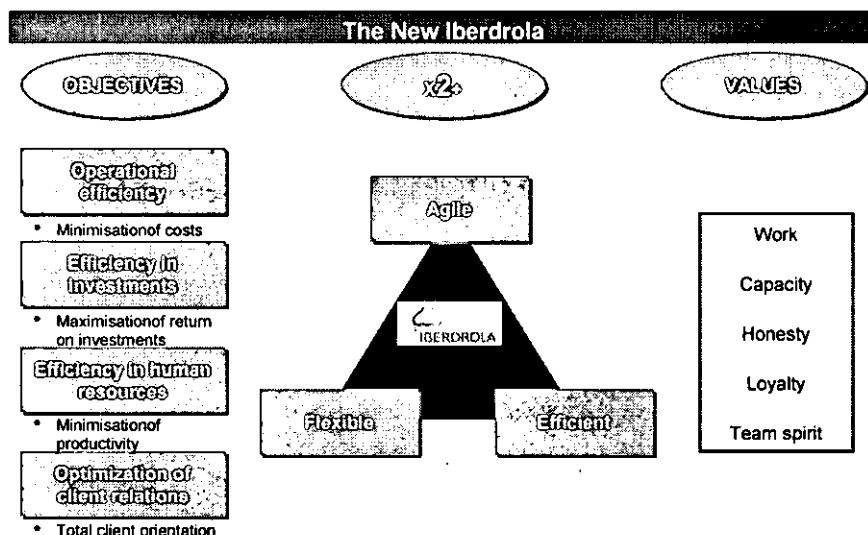 The New Iberdrola
OBJECTIVES
x2+
VALUES
Operational
efficiency
• Minimisationof costs
Efficiency in
investments
• Maximisationof return
on investments
Efficiency in human
resources
• Minimisationof
productivity
Optimization of
client relations
• Total client orientation
Agile
IBERDROLA
Flexible
Efficient
Work
Capacity
Honesty
Loyalty
Team spirit